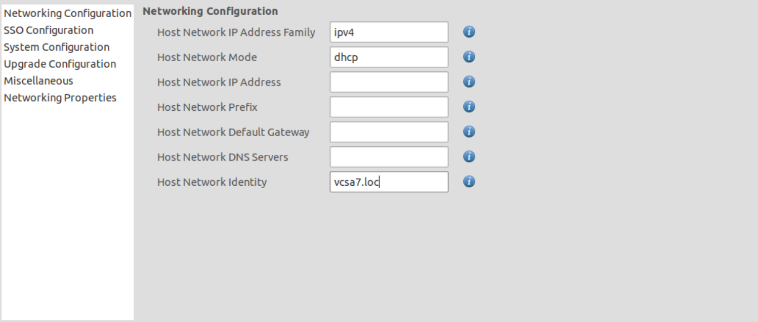 Networking Configuration
SSO Configuration
System Configuration
Upgrade Configuration
Miscellaneous
Networking Properties
Networking Configuration
Host Network IP Address Family ipv4
Host Network Mode dhcp
Host Network IP Address
Host Network Prefix
Host Network Default Gateway
Host Network DNS Servers
Host Network Identity vcsa7.loc